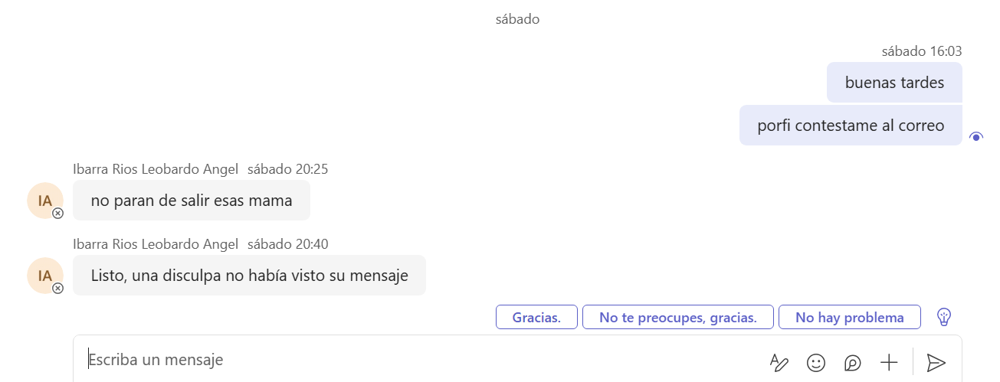 sábado
sábado 16:03
buenas tardes
porfi contestame al correo
Ibarra Rios Leobardo Angel sábado 20:25
IA
no paran de salir esas mama
Ibarra Rios Leobardo Angel sábado 20:40
IA
Listo, una disculpa no había visto su mensaje
Gracias. No te preocupes, gracias. No hay problema
Escriba un mensaje